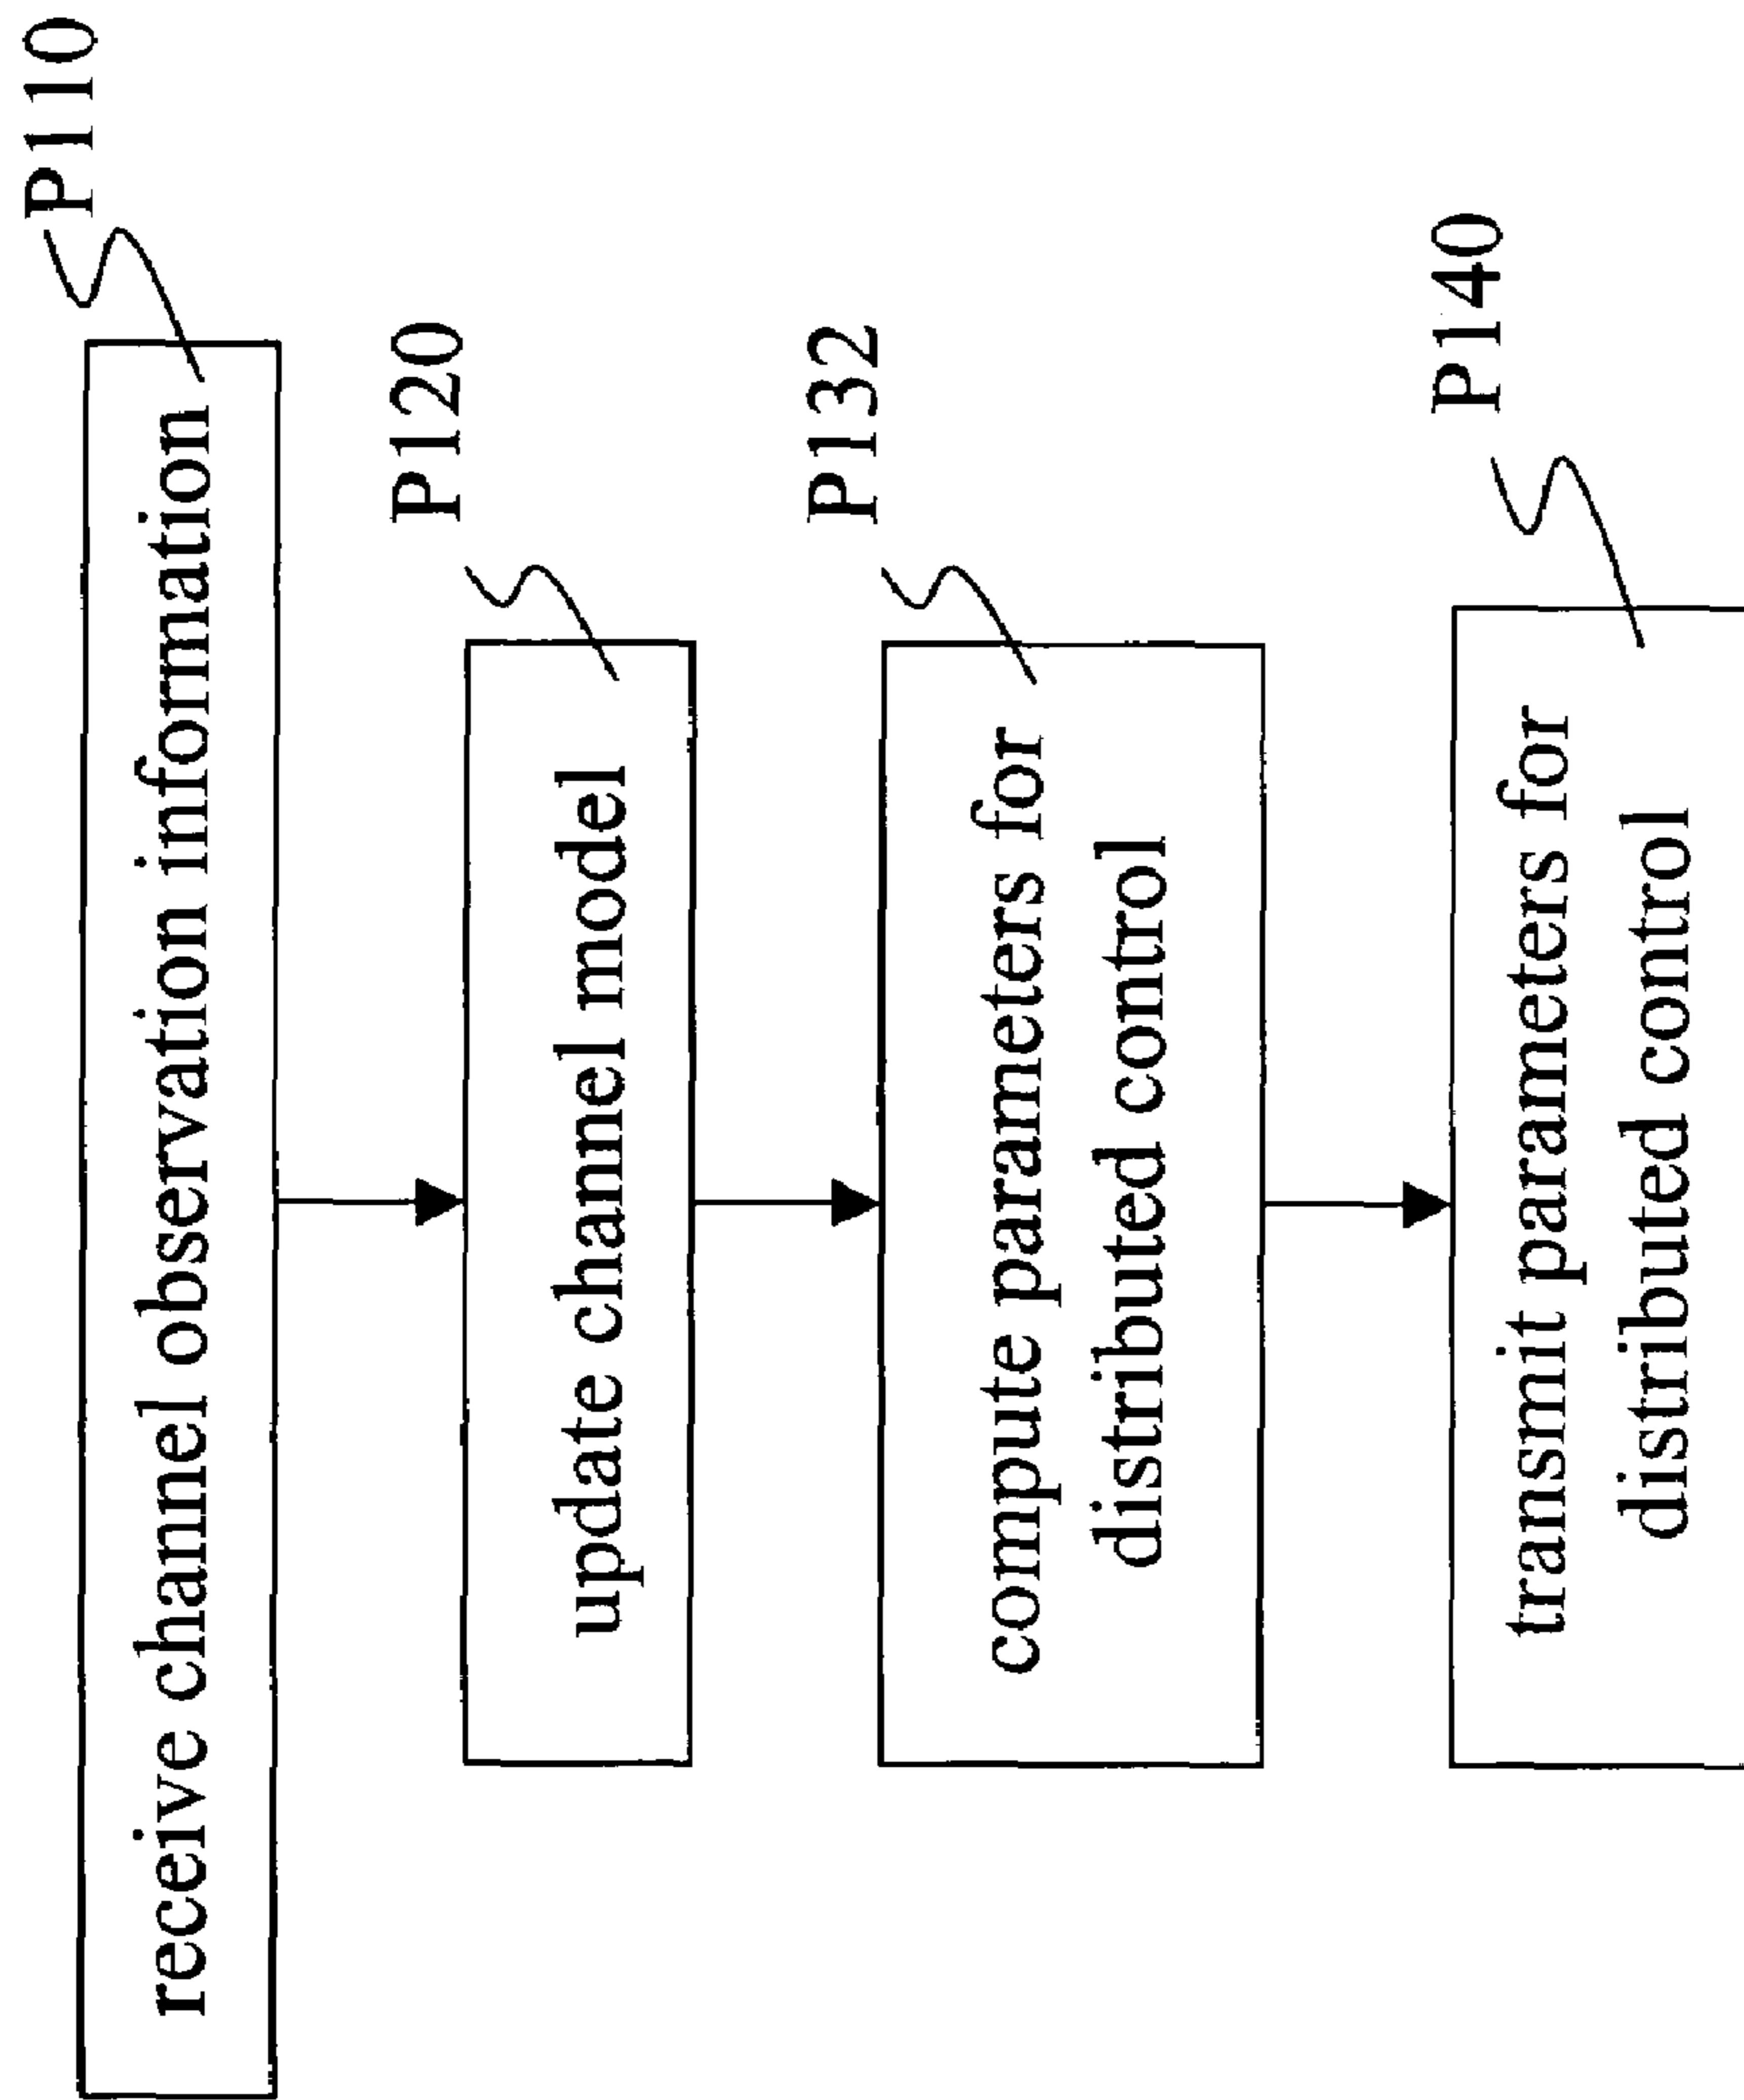 receive channel observation information
P110
update channel model
P120
compute parameters for
distributed control
P132
transmit parameters for
distributed control
P140